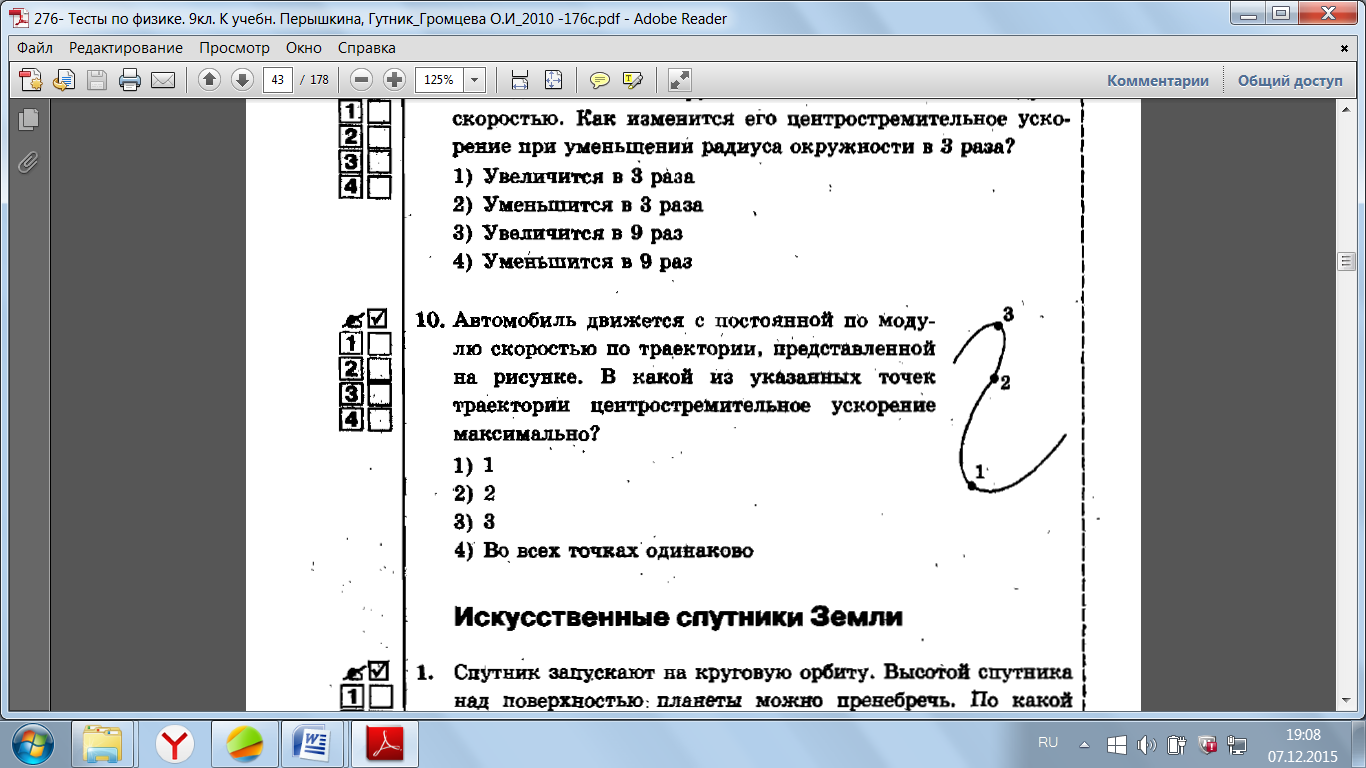 276- Тесты по физике. 9кл. К учебн. Перышкина, Гутник_Громцева О.И_2010 -176с.pdf - Adobe Reader
Файл Редактирование Просмотр Окно Справка
43 / 178 125% Комментарии Общий доступ
1
2
3
4
скоростью. Как изменится его центростремительное уско-
рение при уменьшении радиуса окружности в 3 раза?
1) Увеличится в 3 раза
2) Уменьшится в 3 раза
3) Увеличится в 9 раз
4) Уменьшится в 9 раз
1
2
3
4
10. Автомобиль движется с постоянной по моду-
лю скоростью по траектории, представленной
на рисунке. В какой из указанных точек
траектории центростремительное ускорение
максимально?
1) 1
2) 2
3) 3
4) Во всех точках одинаково
3
2
1
Искусственные спутники Земли
1
1. Спутник запускают на круговую орбиту. Высотой спутника
над поверхностью планеты можно пренебречь. По какой
RU
19:08
07.12.2015